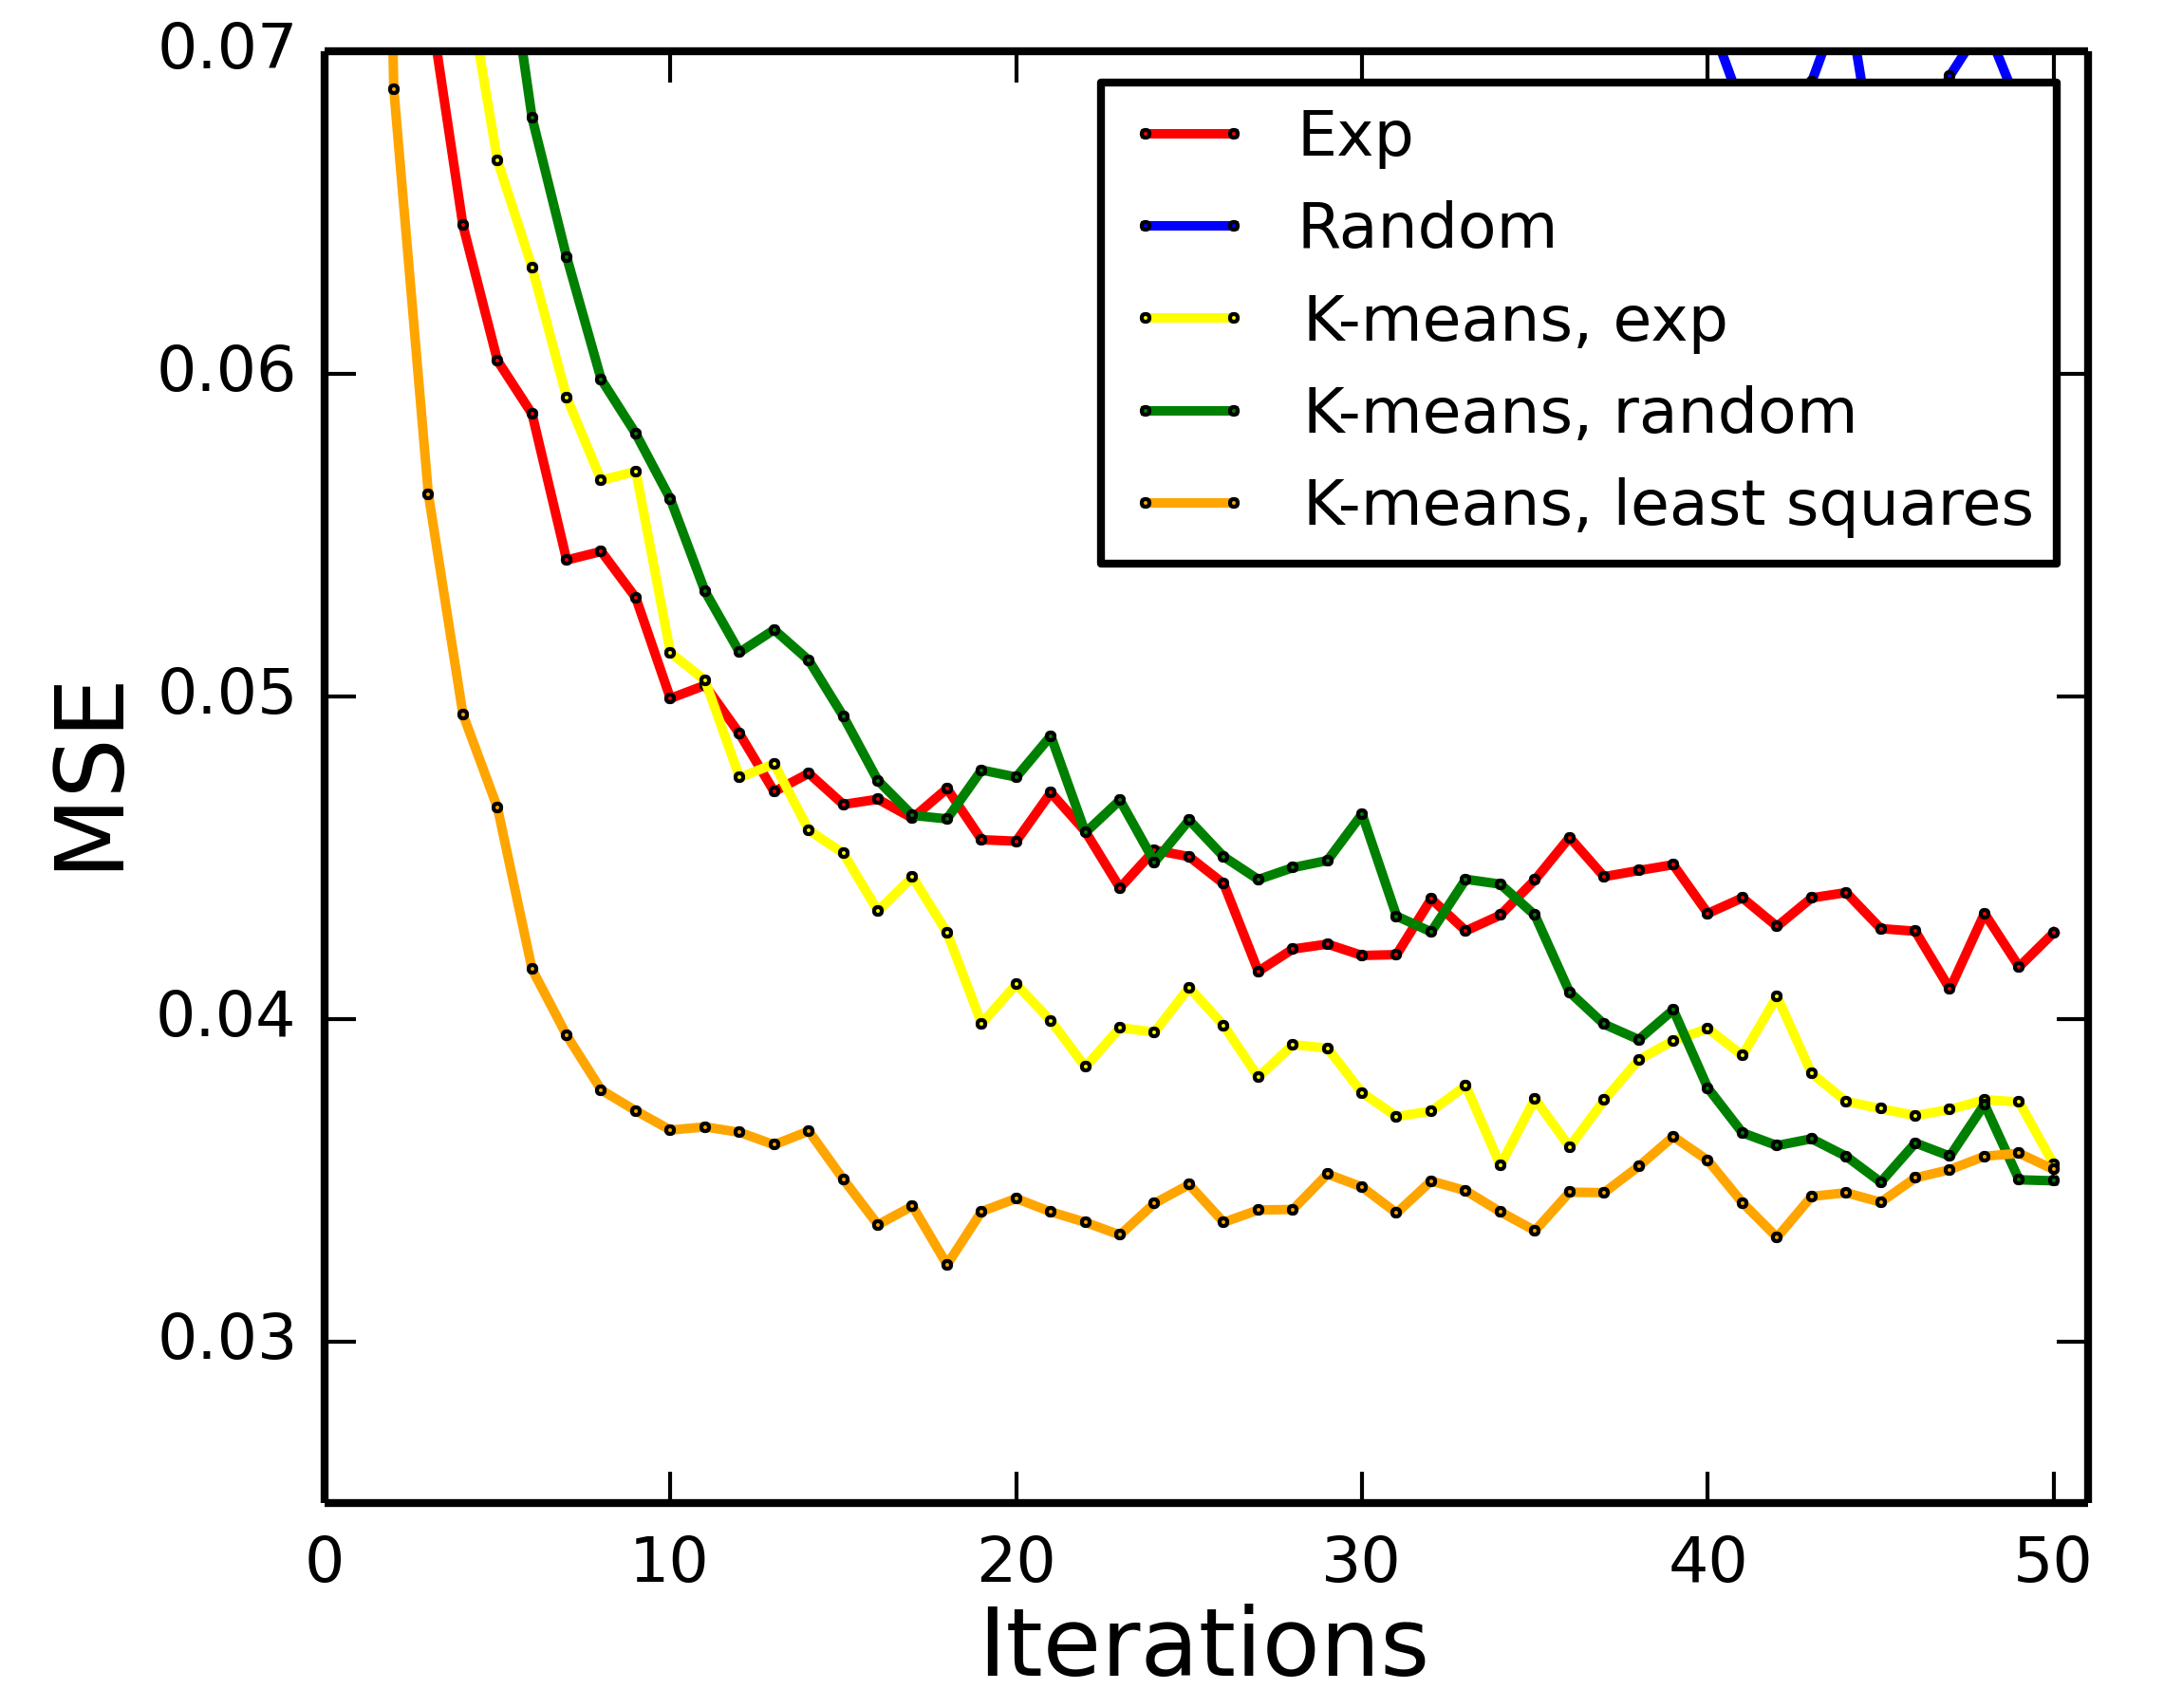 0.07
0.06
0.05
0.04
0.03
MSE
Exp
Random
K-means, exp
K-means, random
K-means, least squares
0 10 20 30 40 50
Iterations